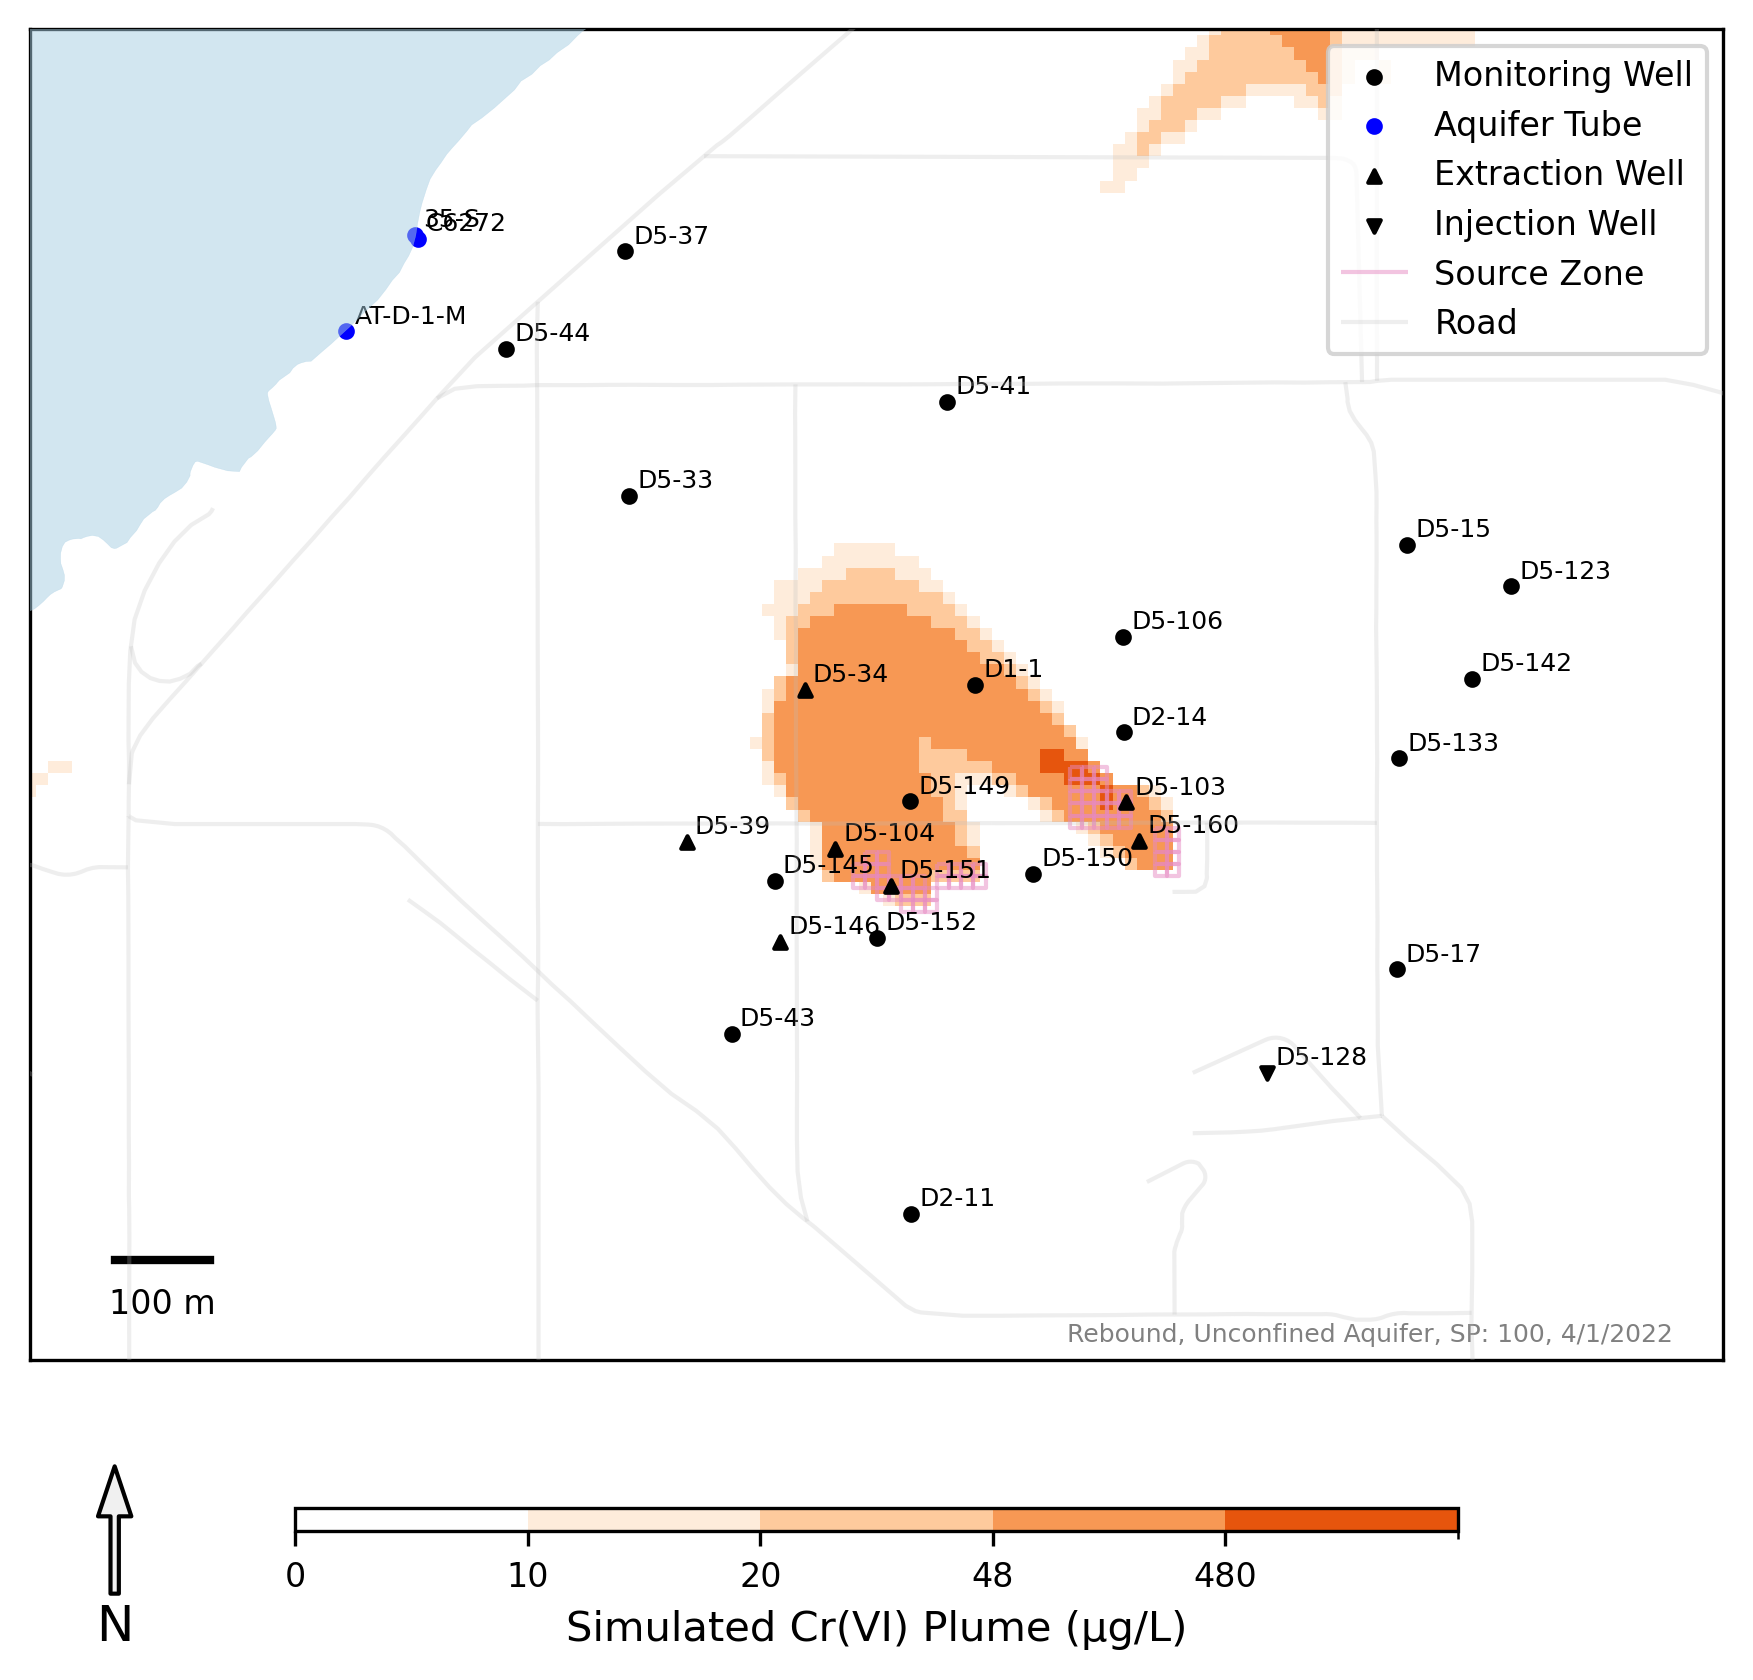 Monitoring Well
Aquifer Tube
Extraction Well
Injection Well
Source Zone
Road
35-S
C6272
D5-37
AT-D-1-M
D5-44
D5-41
D5-33
D5-15
D5-123
D5-106
D5-142
D5-34
D1-1
D2-14
D5-133
D5-149
D5-103
D5-39
D5-104
D5-160
D5-145
D5-151
D5-150
D5-146
D5-152
D5-17
D5-43
D5-128
D2-11
100 m
Rebound, Unconfined Aquifer, SP: 100, 4/1/2022
N
0 10 20 48 480
Simulated Cr(VI) Plume (μg/L)